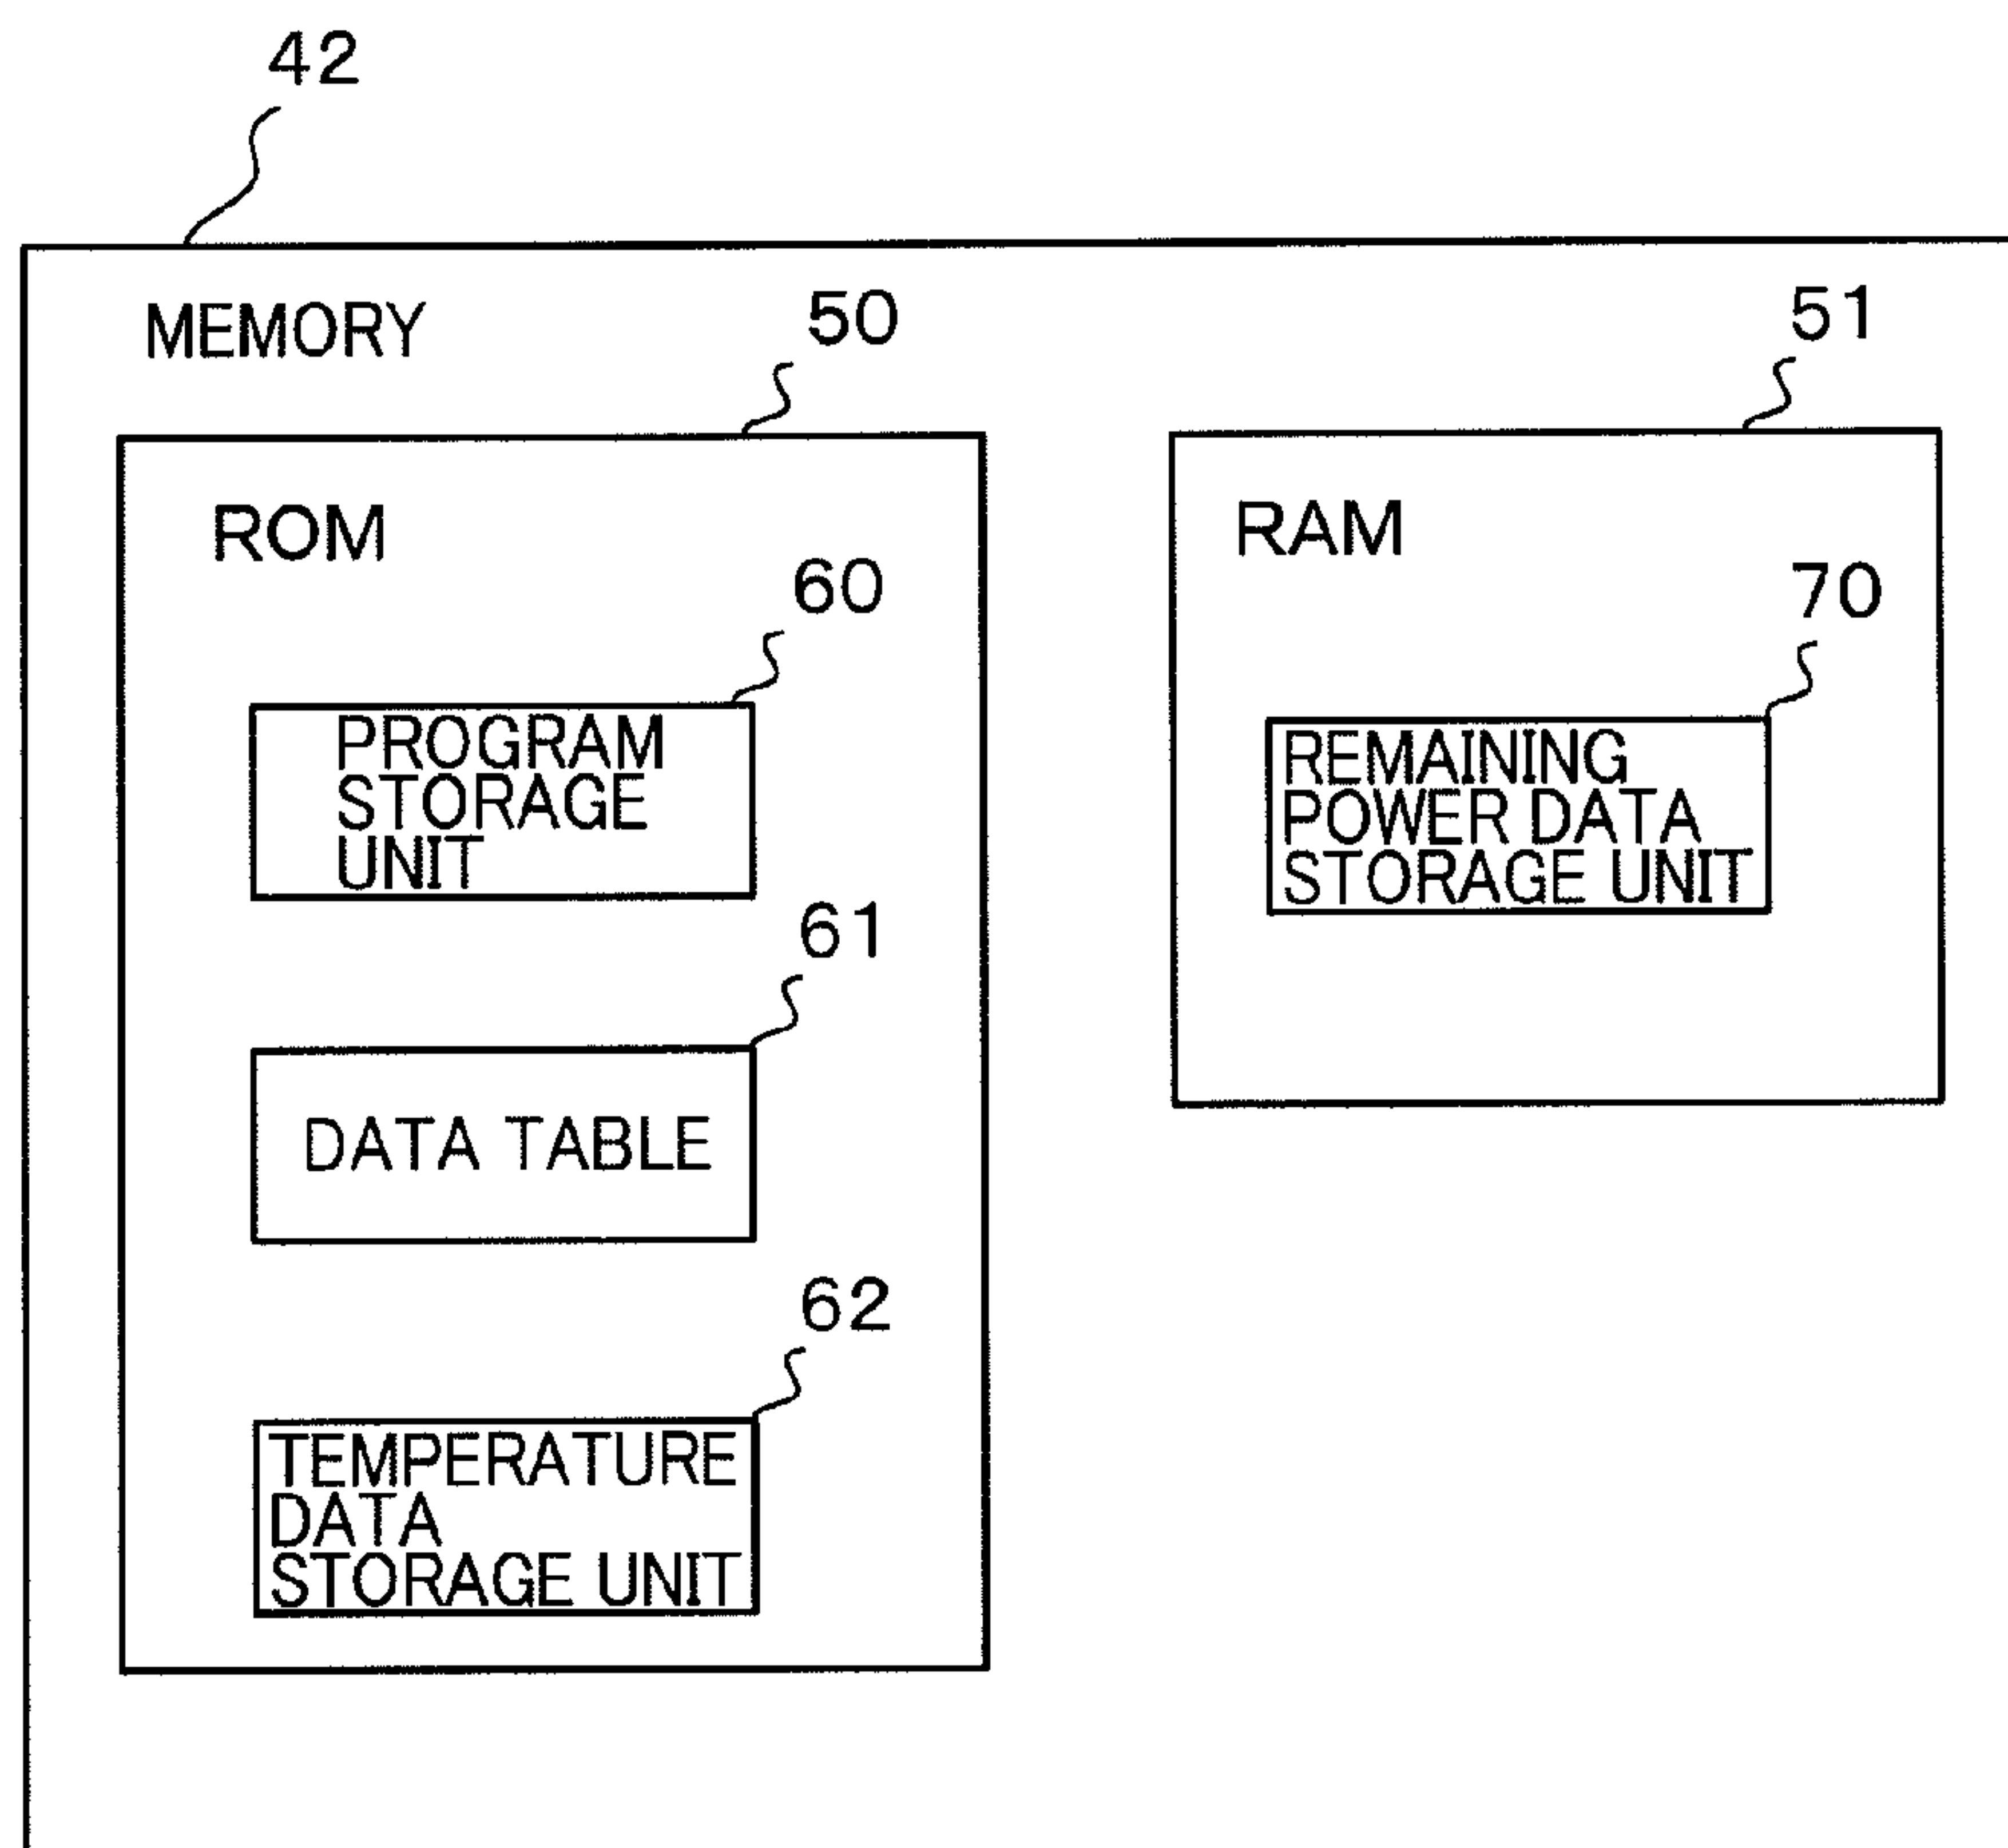 42
MEMORY
50
51
ROM
RAM
60
70
PROGRAM
STORAGE
UNIT
REMAINING
POWER DATA
STORAGE UNIT
61
DATA TABLE
62
TEMPERATURE
DATA
STORAGE UNIT